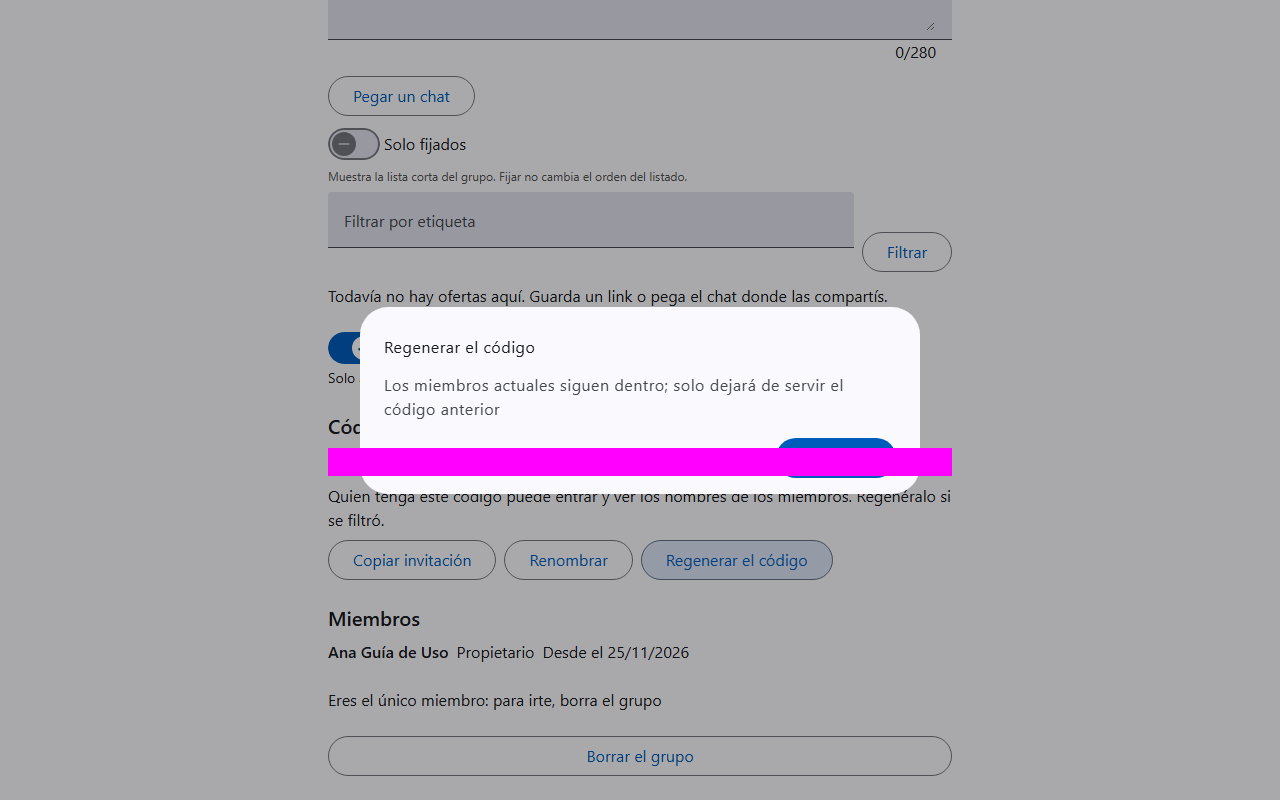 0/280
Pegar un chat
Solo fijados
Muestra la lista corta del grupo. Fijar no cambia el orden del listado.
Filtrar por etiqueta
Filtrar
Todavía no hay ofertas aquí. Guarda un link o pega el chat donde las compartís.
Regenerar el código
Los miembros actuales siguen dentro; solo dejará de servir el
código anterior
Solo
Quien tenga este código puede entrar y ver los nombres de los miembros. Regenéralo si
se filtró.
Copiar invitación
Renombrar
Regenerar el código
Miembros
Ana Guía de Uso Propietario Desde el 25/11/2026
Eres el único miembro: para irte, borra el grupo
Borrar el grupo